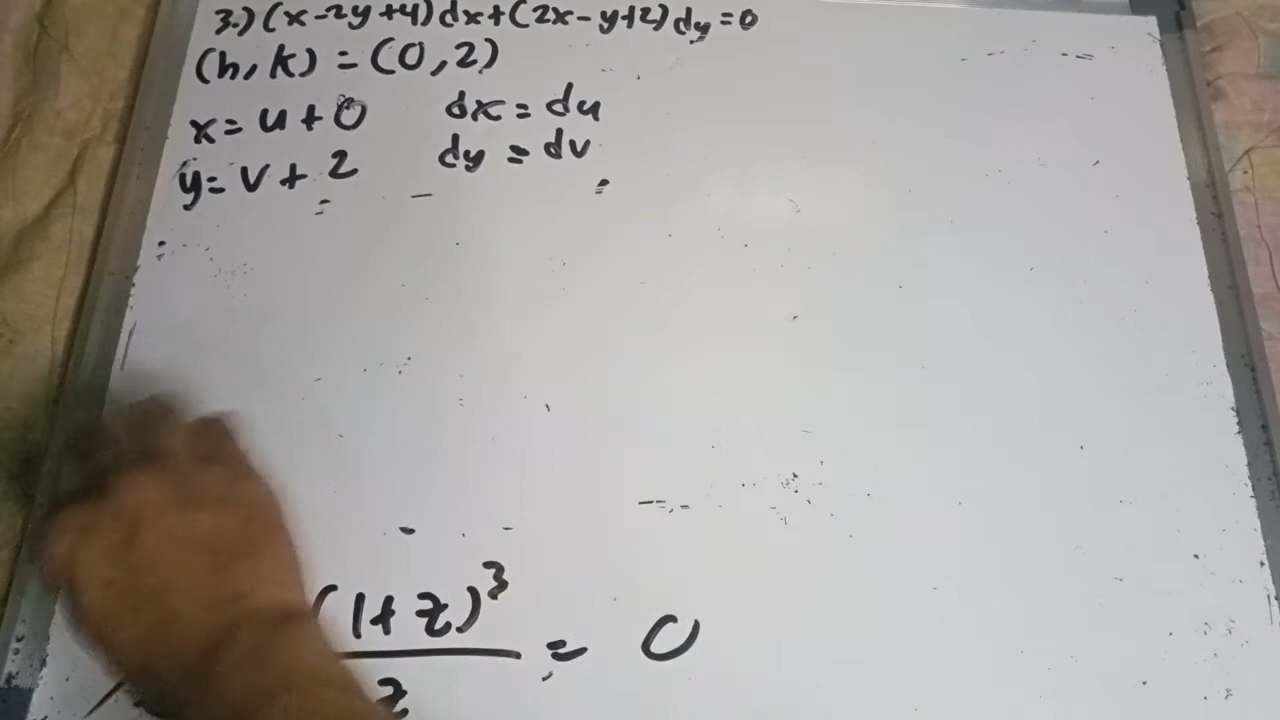 3.) (x-2y+4)dx+(2x-y+2)dy=0
(h,k) = (0,2)
x=u+0 dx=du
y=v+2 dy=dv
(1+z)³
= 0